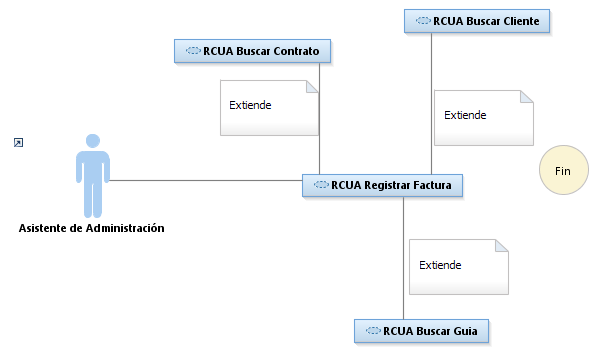 RCUA Buscar Cliente
RCUA Buscar Contrato
Extiende
Extiende
Fin
RCUA Registrar Factura
Asistente de Administración
Extiende
RCUA Buscar Guia